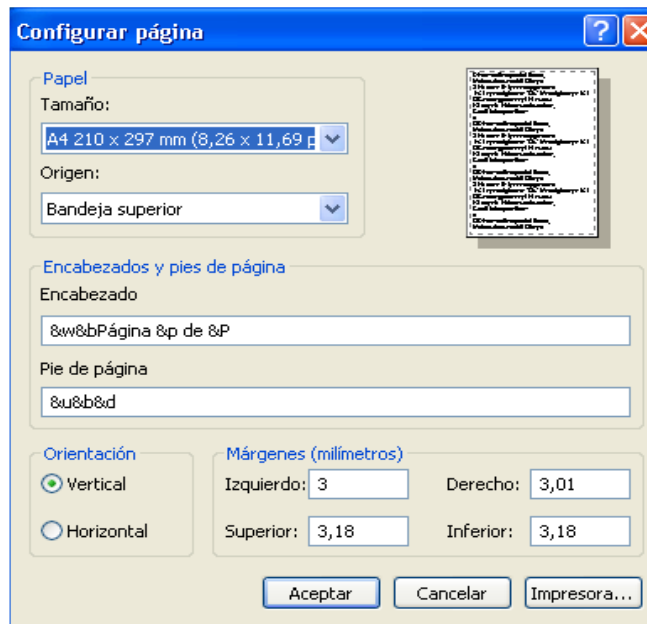 Configurar página
Papel
Tamaño:
A4 210 x 297 mm (8,26 x 11,69 p
Origen:
Bandeja superior
Encabezados y pies de página
Encabezado
&w&bPágina &p de &P
Pie de página
&u&b&d
Orientación
Vertical
Horizontal
Márgenes (milímetros)
Izquierdo: 3 Derecho: 3,01
Superior: 3,18 Inferior: 3,18
Aceptar Cancelar Impresora...